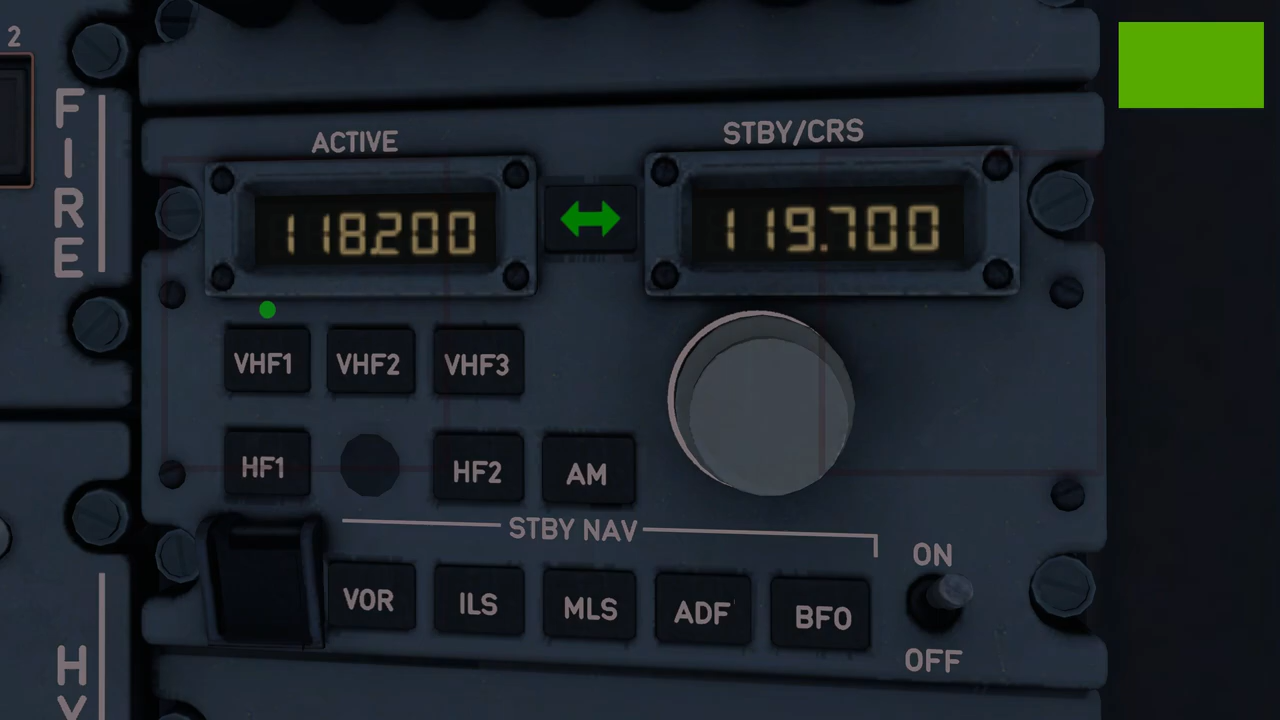 2
FIRE
ACTIVE
STBY/CRS
118.200
119.700
VHF1
VHF2
VHF3
HF1
HF2
AM
STBY NAV
ON
VOR
ILS
MLS
ADF
BFO
OFF
HY